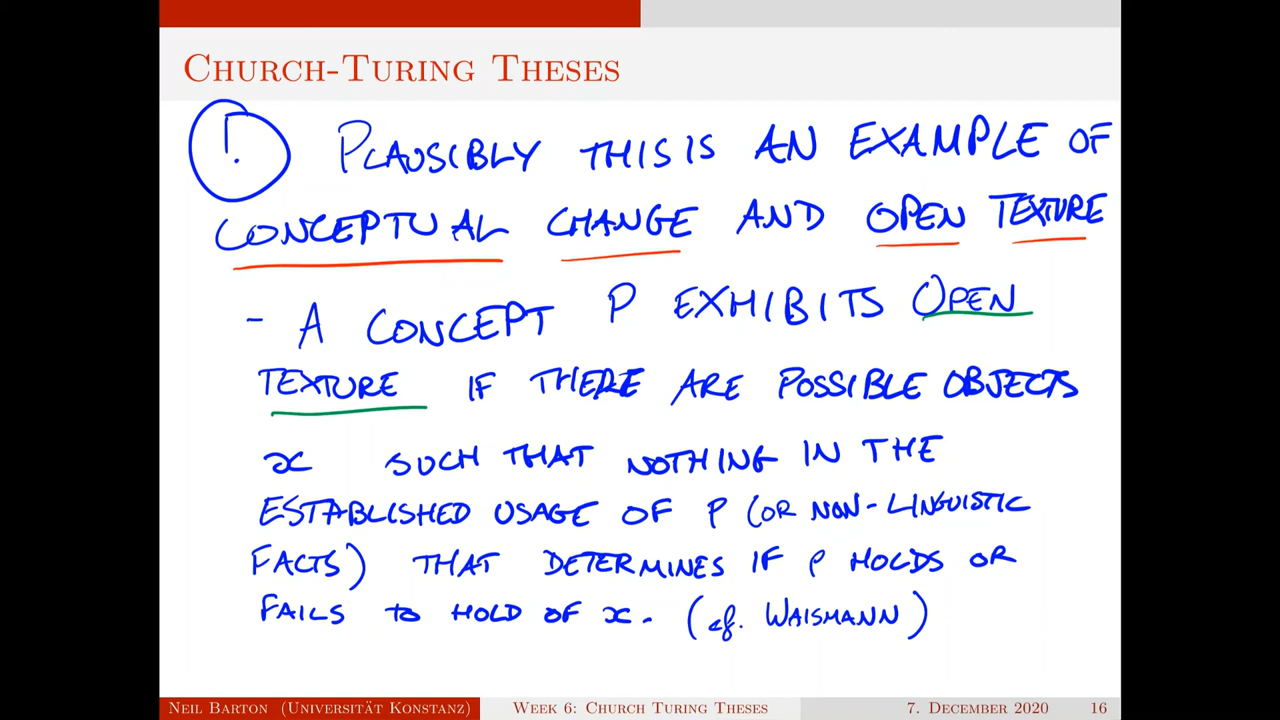 Church-Turing Theses
! Plausibly this is an example of
conceptual change and open texture
- A concept P exhibits Open
texture if there are possible objects
x such that nothing in the
established usage of P (or non-linguistic
facts) that determines if P holds or
fails to hold of x. (cf. Waismann)
Neil Barton (Universität Konstanz) Week 6: Church Turing Theses 7. December 2020 16